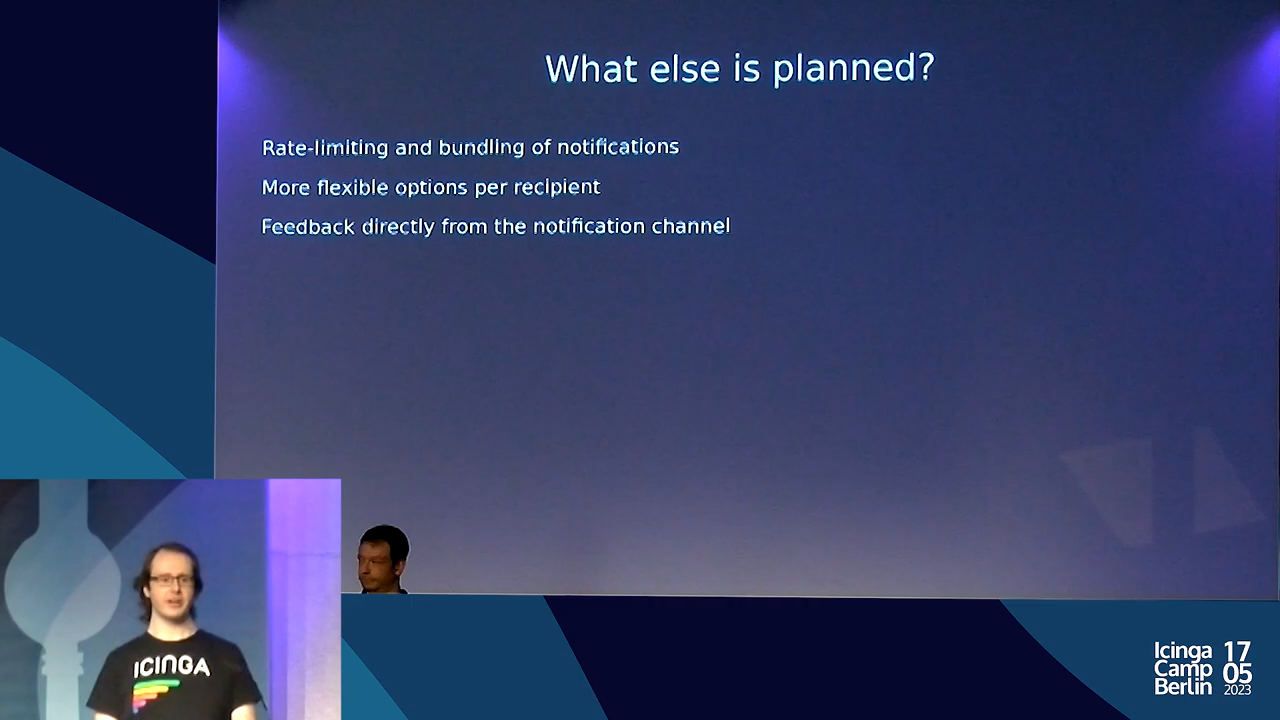 What else is planned?
Rate-limiting and bundling of notifications
More flexible options per recipient
Feedback directly from the notification channel
ICINGA
Icinga
Camp
Berlin
17
05
2023